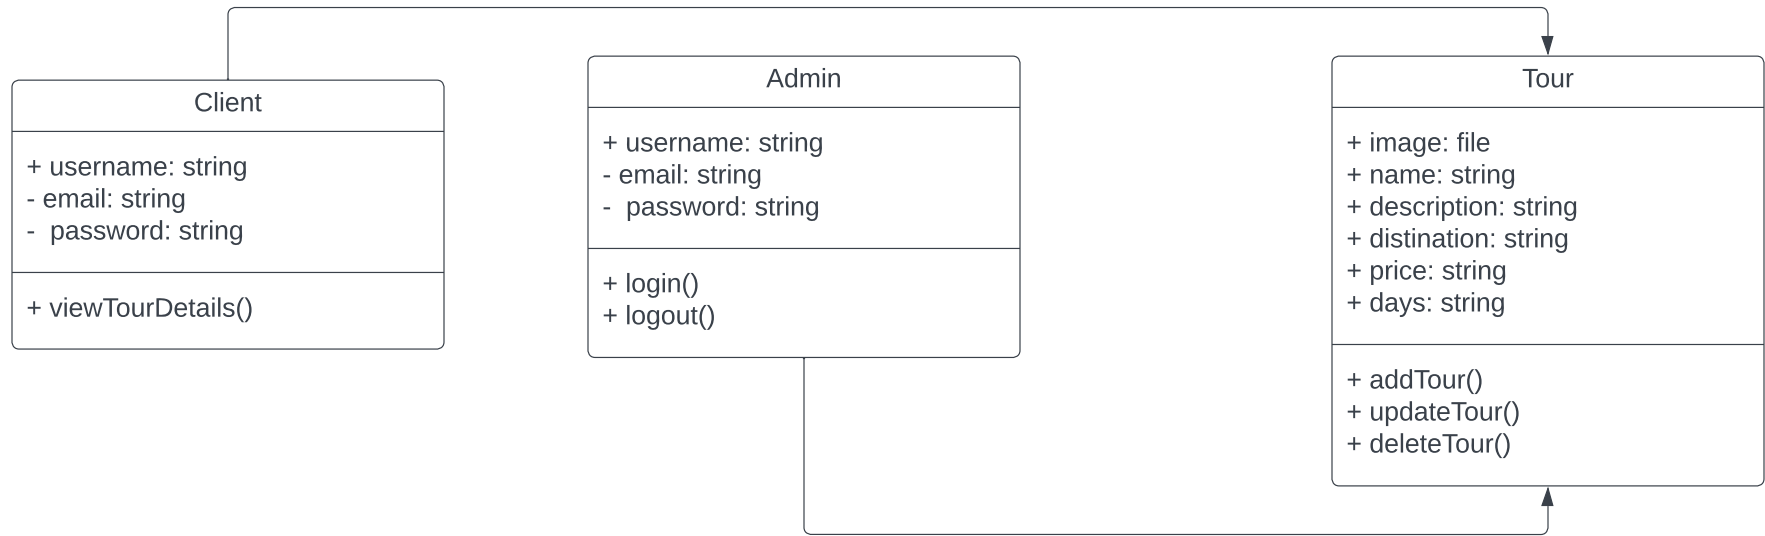 Client
+ username: string
- email: string
-  password: string
+ viewTourDetails()
Admin
+ username: string
- email: string
-  password: string
+ login()
+ logout()
Tour
+ image: file
+ name: string
+ description: string
+ distination: string
+ price: string
+ days: string
+ addTour()
+ updateTour()
+ deleteTour()